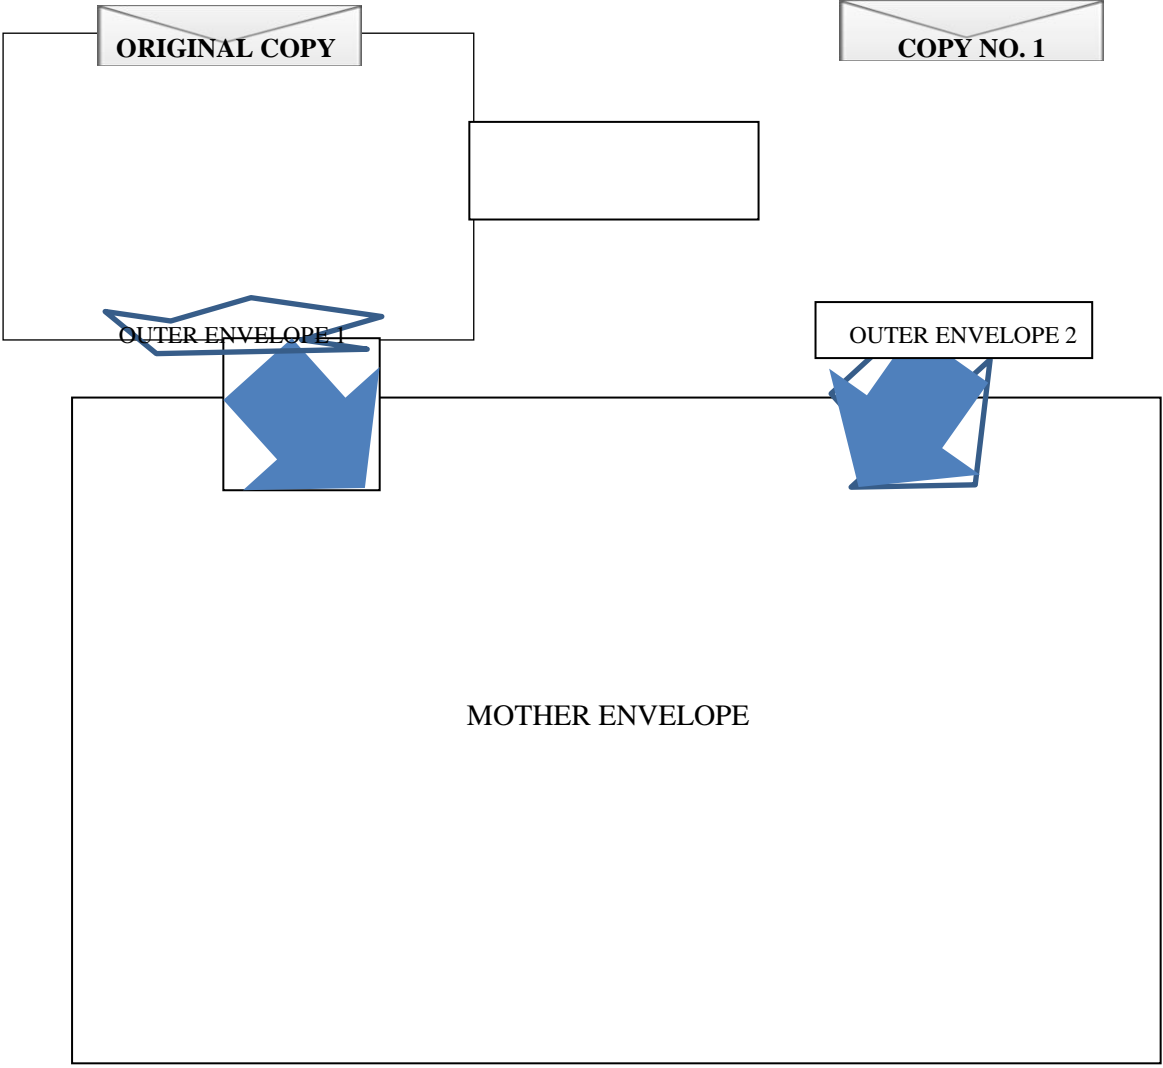 ORIGINAL COPY
COPY NO. 1
OUTER ENVELOPE 1
OUTER ENVELOPE 2
MOTHER ENVELOPE